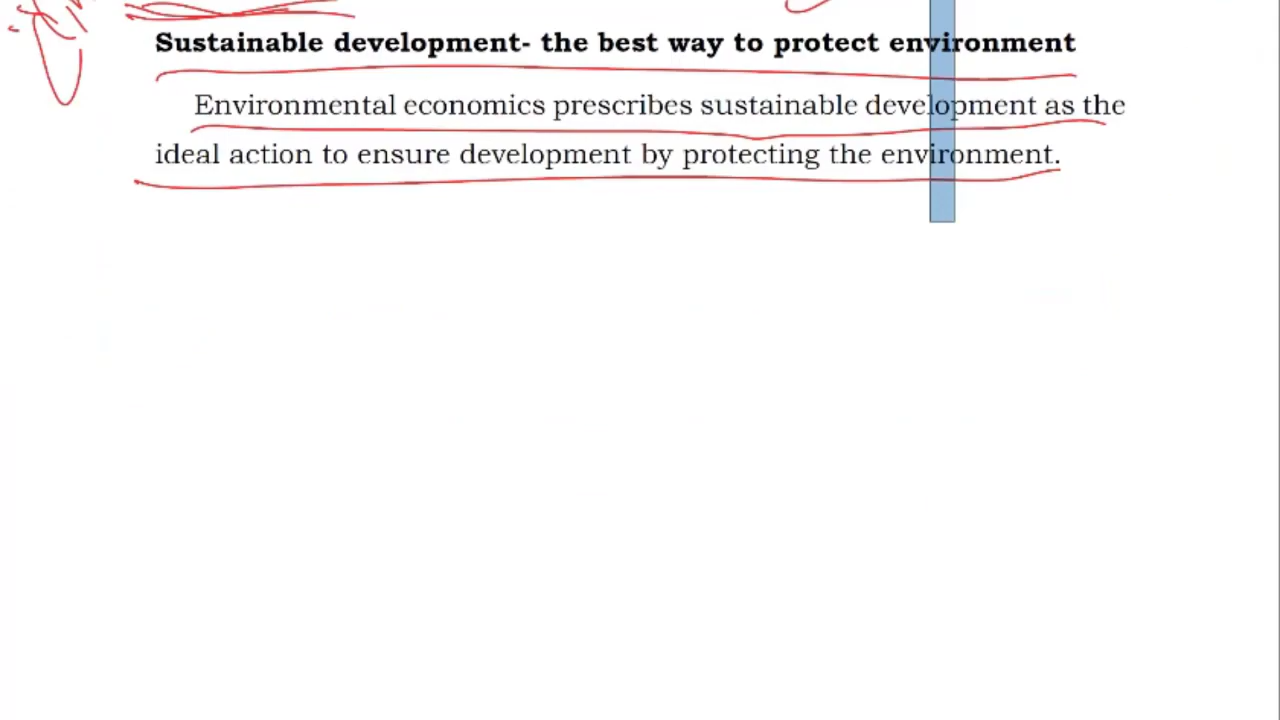 Sustainable development- the best way to protect environment
Environmental economics prescribes sustainable development as the
ideal action to ensure development by protecting the environment.